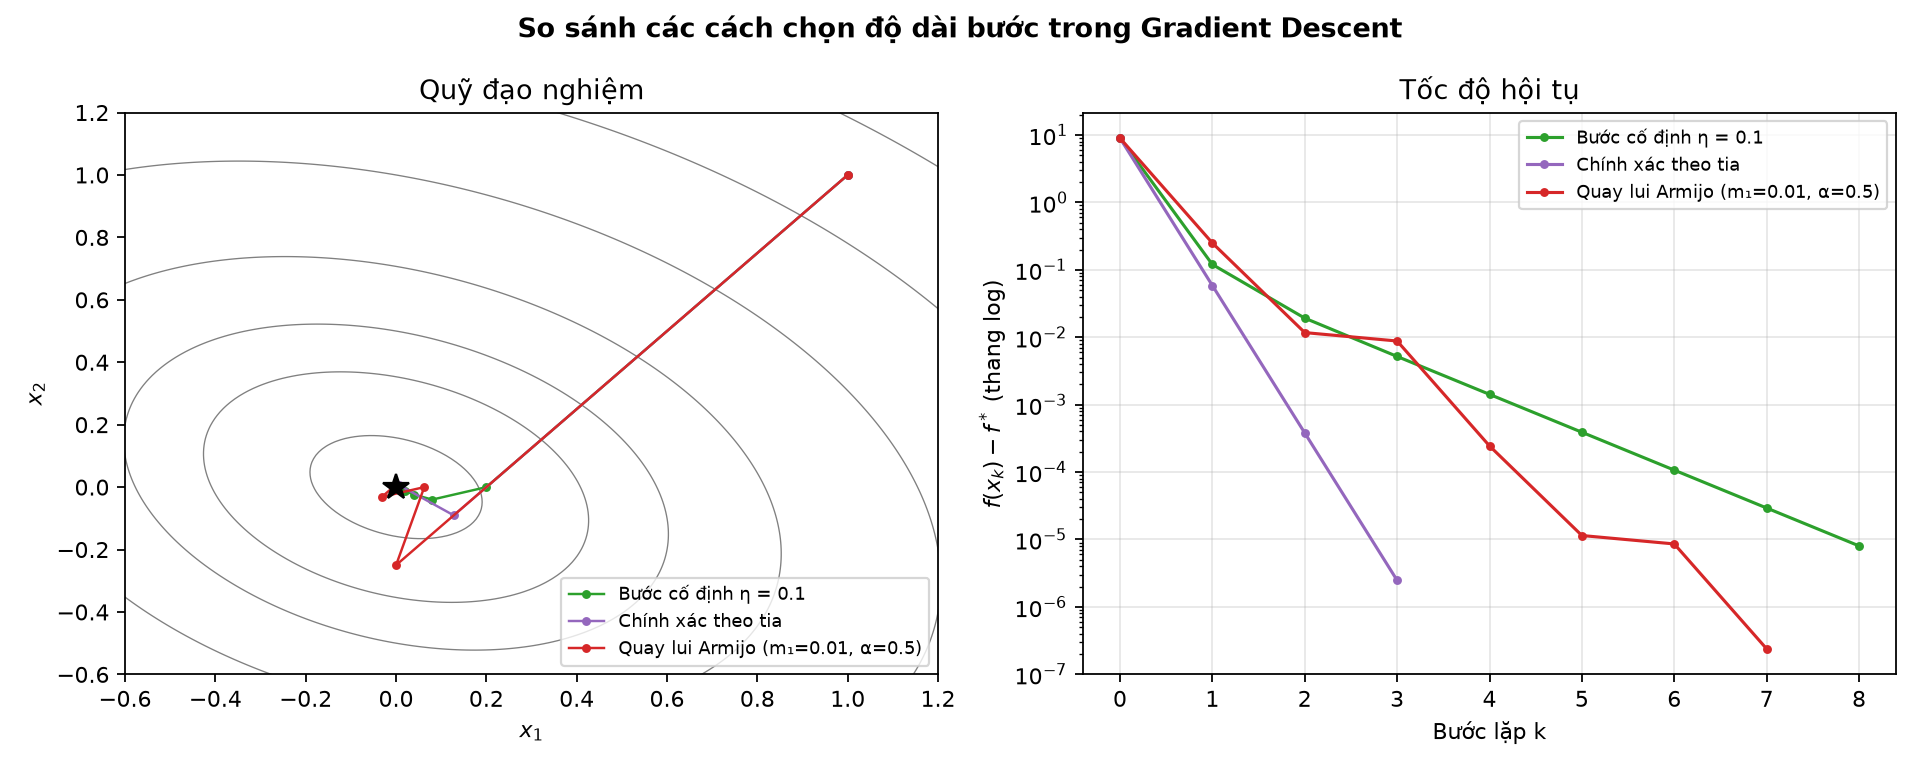 So sánh các cách chọn độ dài bước trong Gradient Descent
Quỹ đạo nghiệm
1.2
1.0
0.8
0.6
0.4
0.2
0.0
−0.2
−0.4
−0.6
x₂
−0.6 −0.4 −0.2 0.0 0.2 0.4 0.6 0.8 1.0 1.2
x₁
Bước cố định η = 0.1
Chính xác theo tia
Quay lui Armijo (m₁=0.01, α=0.5)
Tốc độ hội tụ
10¹
10⁰
10⁻¹
10⁻²
10⁻³
10⁻⁴
10⁻⁵
10⁻⁶
10⁻⁷
f(xₖ) − f* (thang log)
0 1 2 3 4 5 6 7 8
Bước lặp k
Bước cố định η = 0.1
Chính xác theo tia
Quay lui Armijo (m₁=0.01, α=0.5)